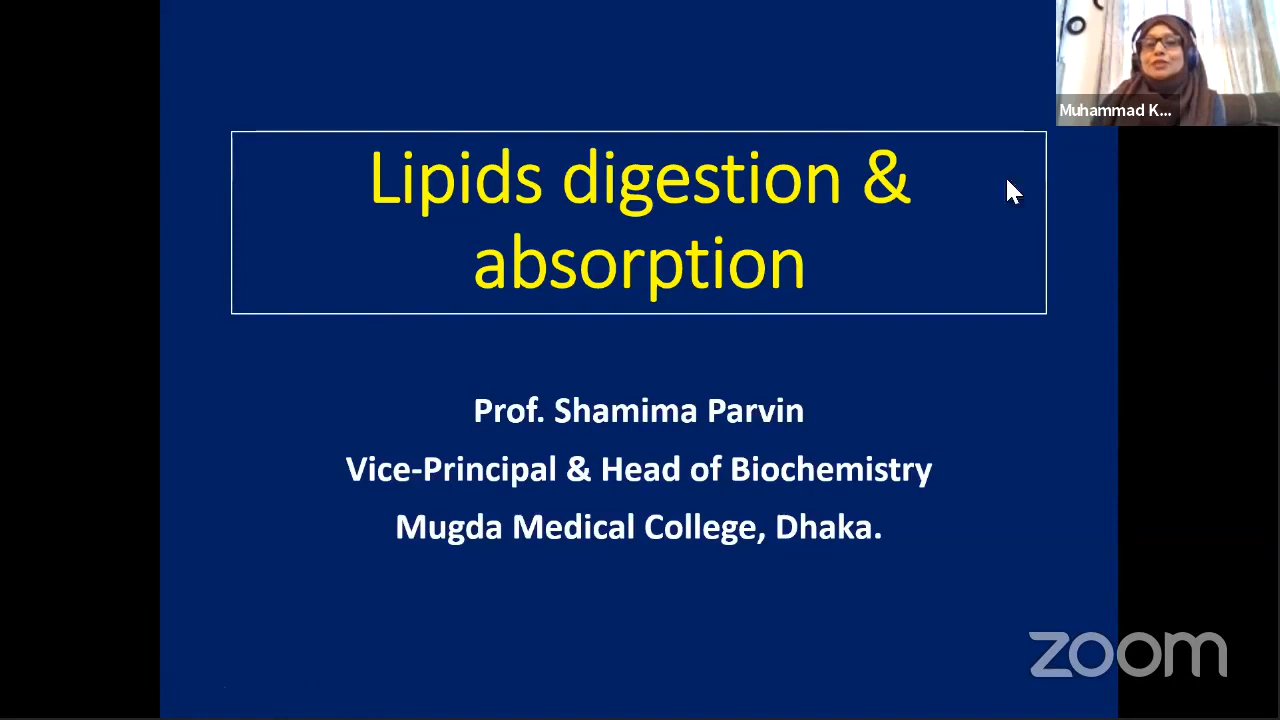 Muhammad K...
Lipids digestion &
absorption
Prof. Shamima Parvin
Vice-Principal & Head of Biochemistry
Mugda Medical College, Dhaka.
zoom